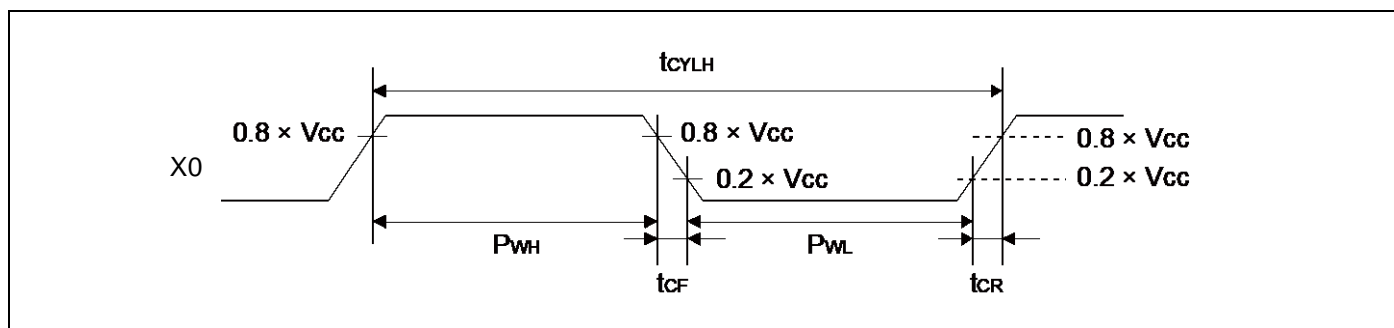 tCYLH
0.8 × Vcc
0.8 × Vcc
0.8 × Vcc
X0
0.2 × Vcc
0.2 × Vcc
PWH
PWL
tCF
tCR